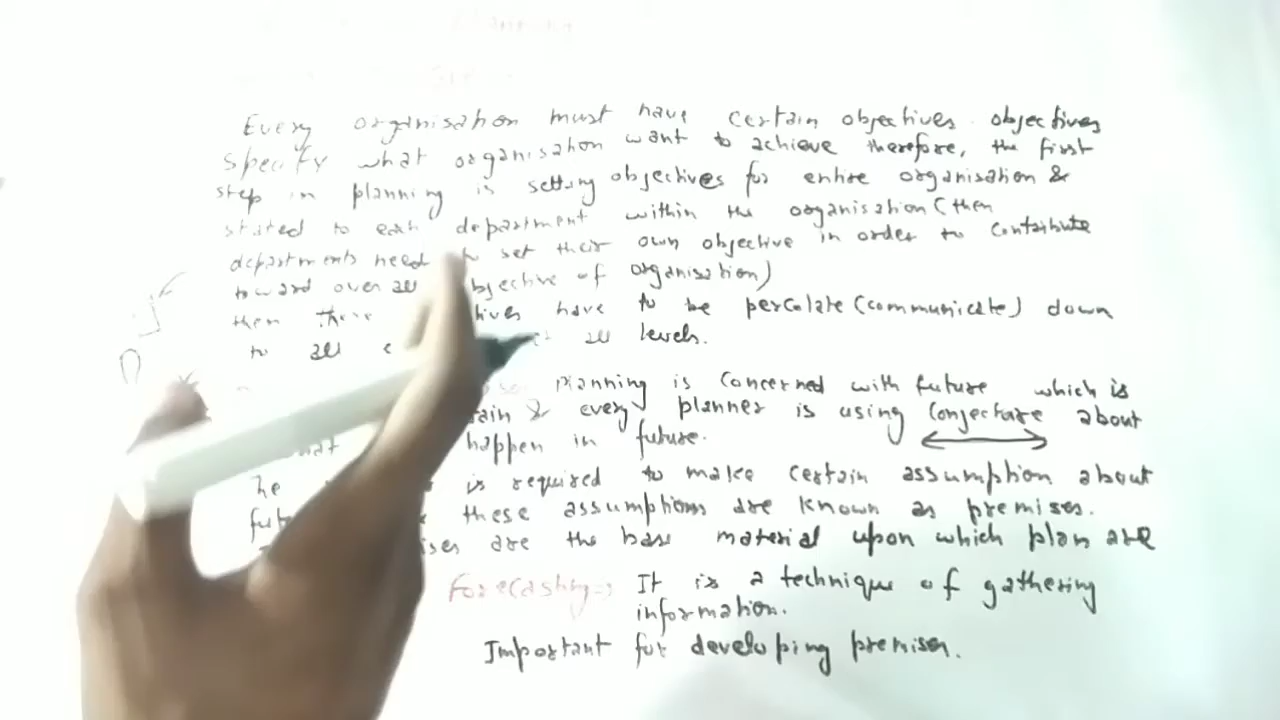 Every organisation must have certain objectives. objectives
specify what organisation want to achieve therefore, the first
step in planning is setting objectives for entire organisation &
stated to each department within the organisation (then
departments need to set their own objective in order to contribute
toward over all objective of organisation)
then these have to be percolate (communicate) down
to all all levels.
planning is concerned with future which is
& every planner is using conjecture about
happen in future.
The is required to make certain assumption about
these assumptions are known as premises.
are the base material upon which plan are
Forecasting → It is a technique of gathering
information.
Important for developing premises.